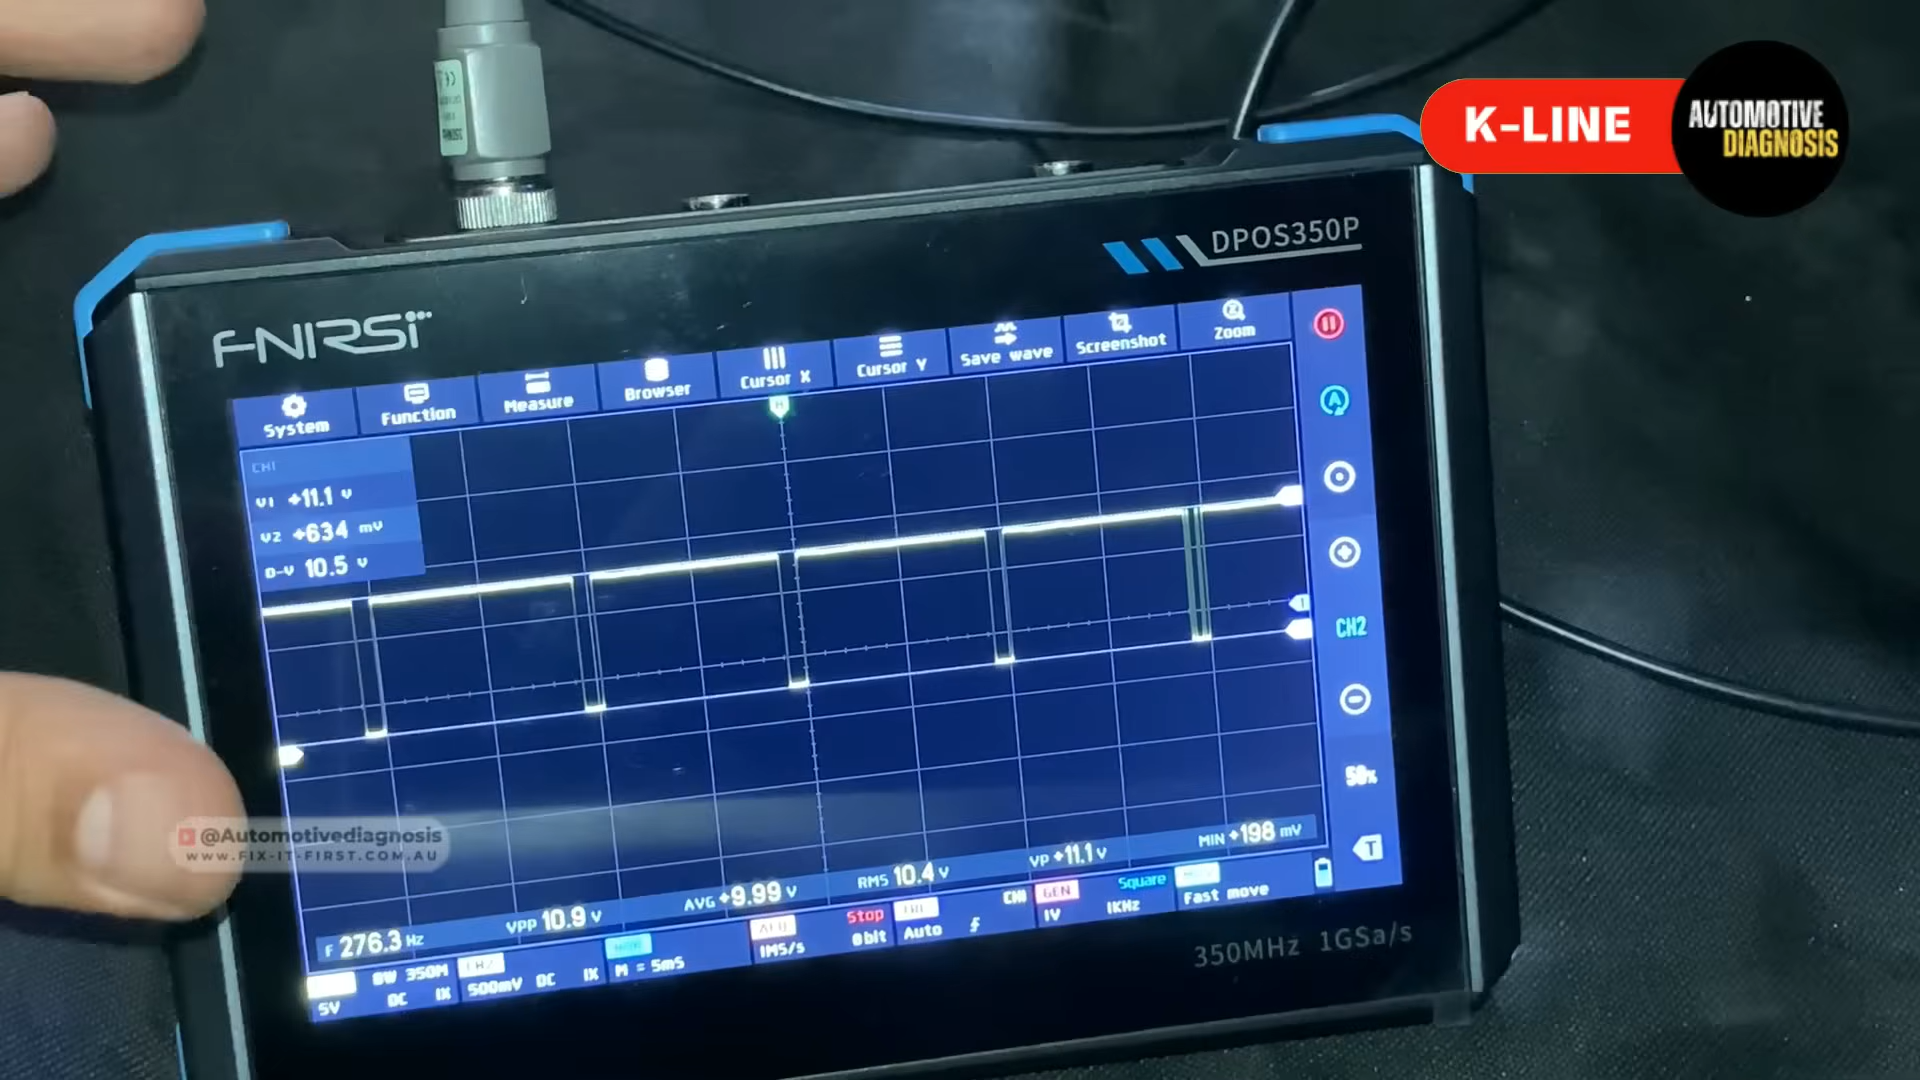 K-LINE
AUTOMOTIVE
DIAGNOSIS
DPOS350P
FNIRSI
System
Function
Measure
Browser
Cursor X
Cursor Y
Save wave
Screenshot
Zoom
CH1
V1 +11.1 V
V2 +634 mV
D-V 10.5 V
CH2
50%
T
F 276.3 Hz
VPP 10.9 V
AVG +9.99 V
RMS 10.4 V
VP +11.1 V
MIN +198 mV
BW 350M
5V DC 1X
500mV DC 1X
M = 5mS
1MS/s
Stop
8bit
Auto
CH1
GEN
1V
Square
1KHz
Fast move
350MHz 1GSa/s
@Automotivediagnosis
WWW.FIX-IT-FIRST.COM.AU